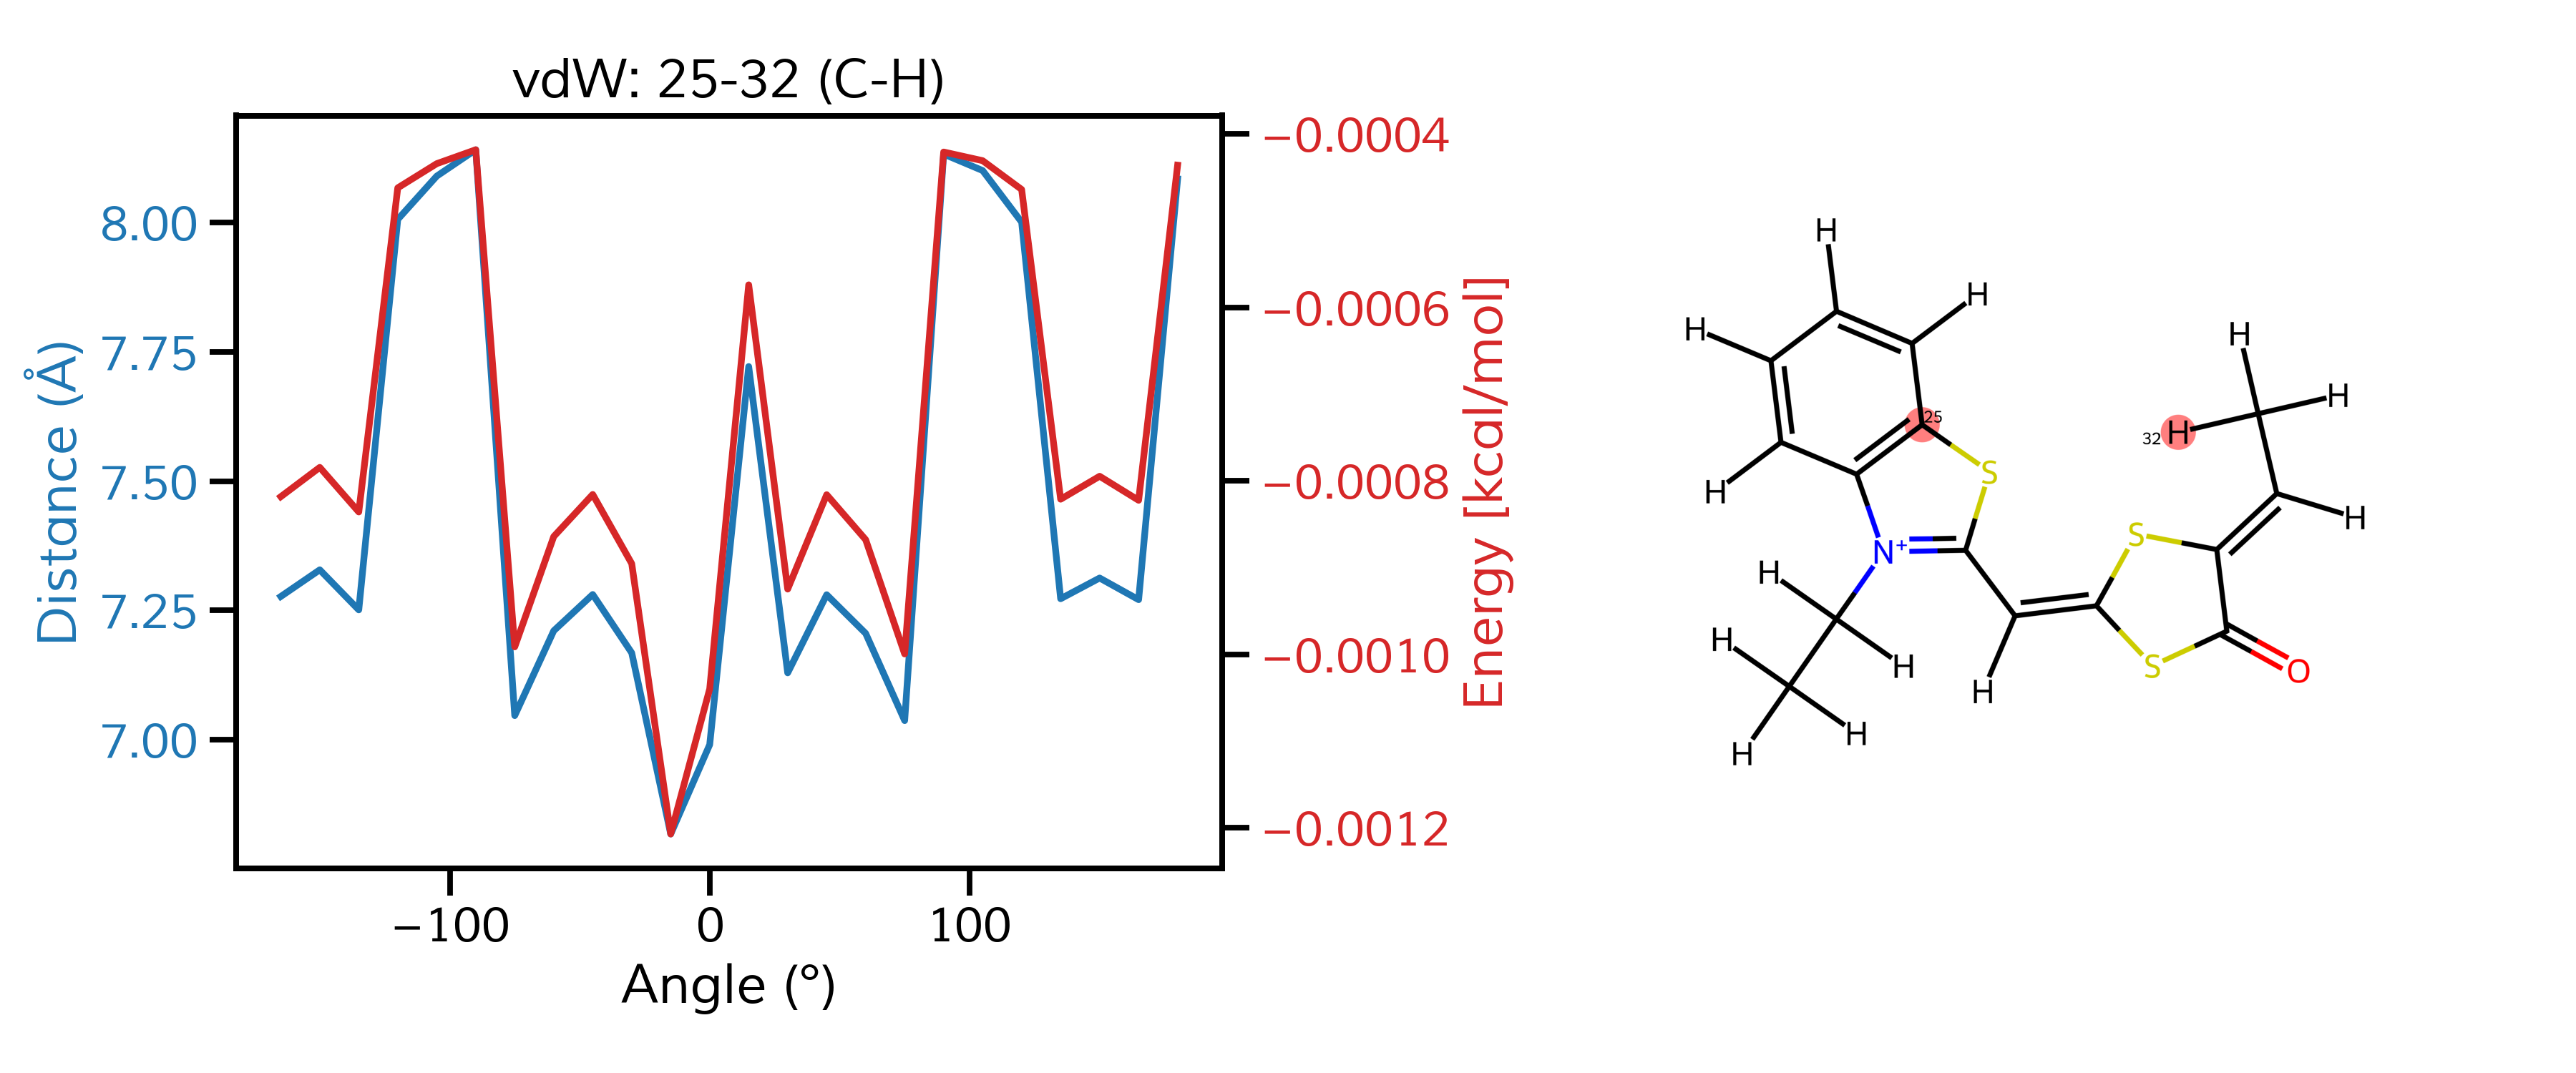 vdW: 25-32 (C-H)
8.00
7.75
7.50
7.25
7.00
Distance (Å)
−0.0004
−0.0006
−0.0008
−0.0010
−0.0012
Energy [kcal/mol]
−100
0
100
Angle (°)
H
H
H
H
H
25
32 H
H
S
H
S
H
N+
H
H
H
S
O
H
H
H